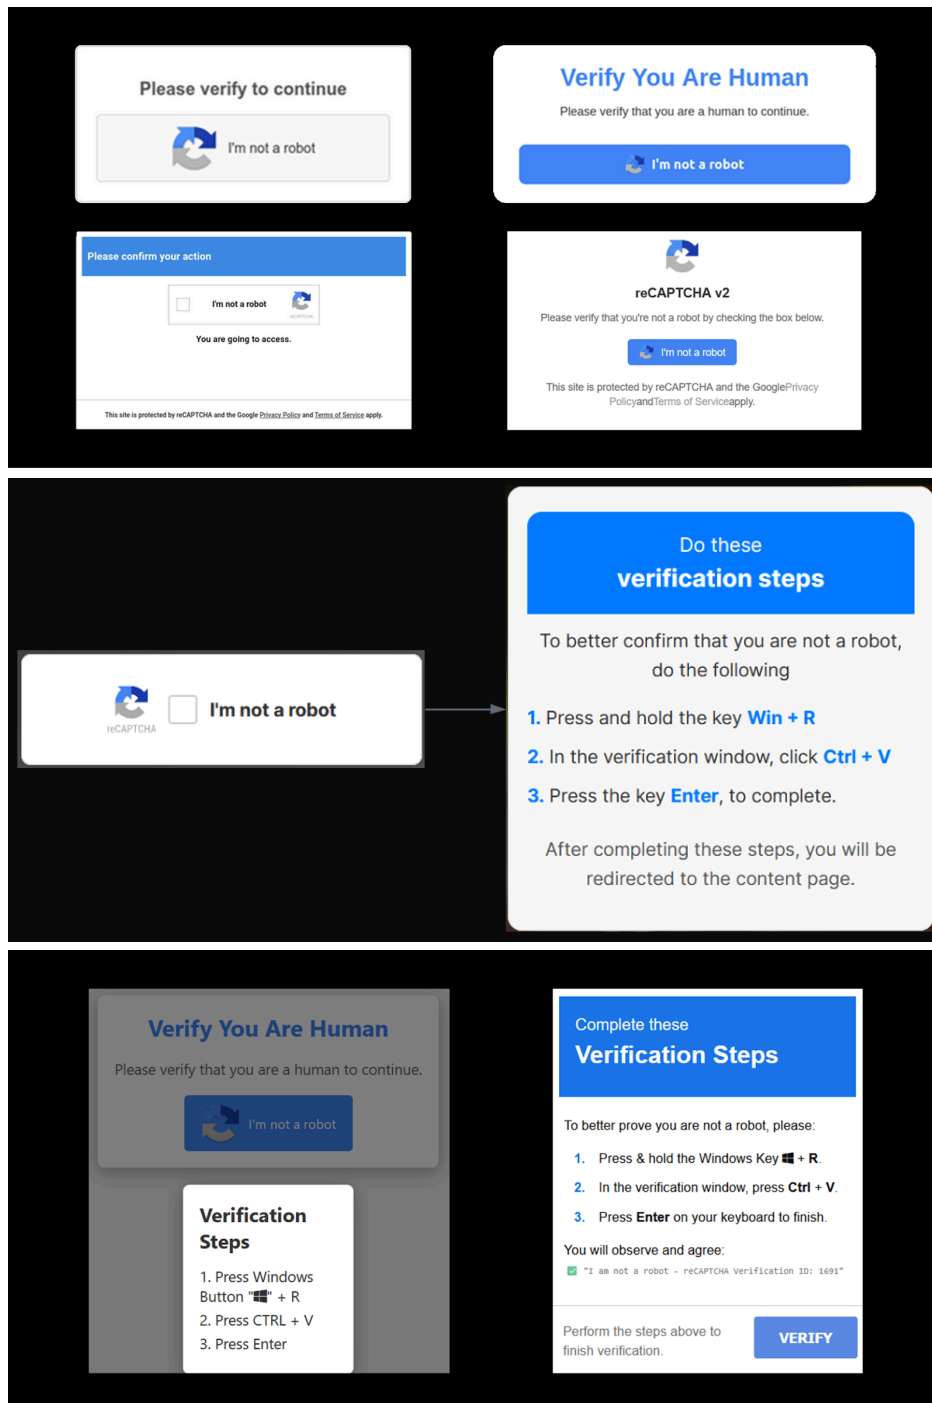 Please verify to continue
I'm not a robot
Verify You Are Human
Please verify that you are a human to continue.
I'm not a robot
Please confirm your action
I'm not a robot
reCAPTCHA
You are going to access.
This site is protected by reCAPTCHA and the Google Privacy Policy and Terms of Service apply.
reCAPTCHA v2
Please verify that you're not a robot by checking the box below.
I'm not a robot
This site is protected by reCAPTCHA and the GooglePrivacy
PolicyandTerms of Serviceapply.
reCAPTCHA
I'm not a robot
Do these
verification steps
To better confirm that you are not a robot,
do the following
1. Press and hold the key Win + R
2. In the verification window, click Ctrl + V
3. Press the key Enter, to complete.
After completing these steps, you will be
redirected to the content page.
Verify You Are Human
Please verify that you are a human to continue.
I'm not a robot
Verification
Steps
1. Press Windows
Button "" + R
2. Press CTRL + V
3. Press Enter
Complete these
Verification Steps
To better prove you are not a robot, please:
1. Press & hold the Windows Key + R.
2. In the verification window, press Ctrl + V.
3. Press Enter on your keyboard to finish.
You will observe and agree:
✅ "I am not a robot - reCAPTCHA Verification ID: 1691"
Perform the steps above to
finish verification.
VERIFY